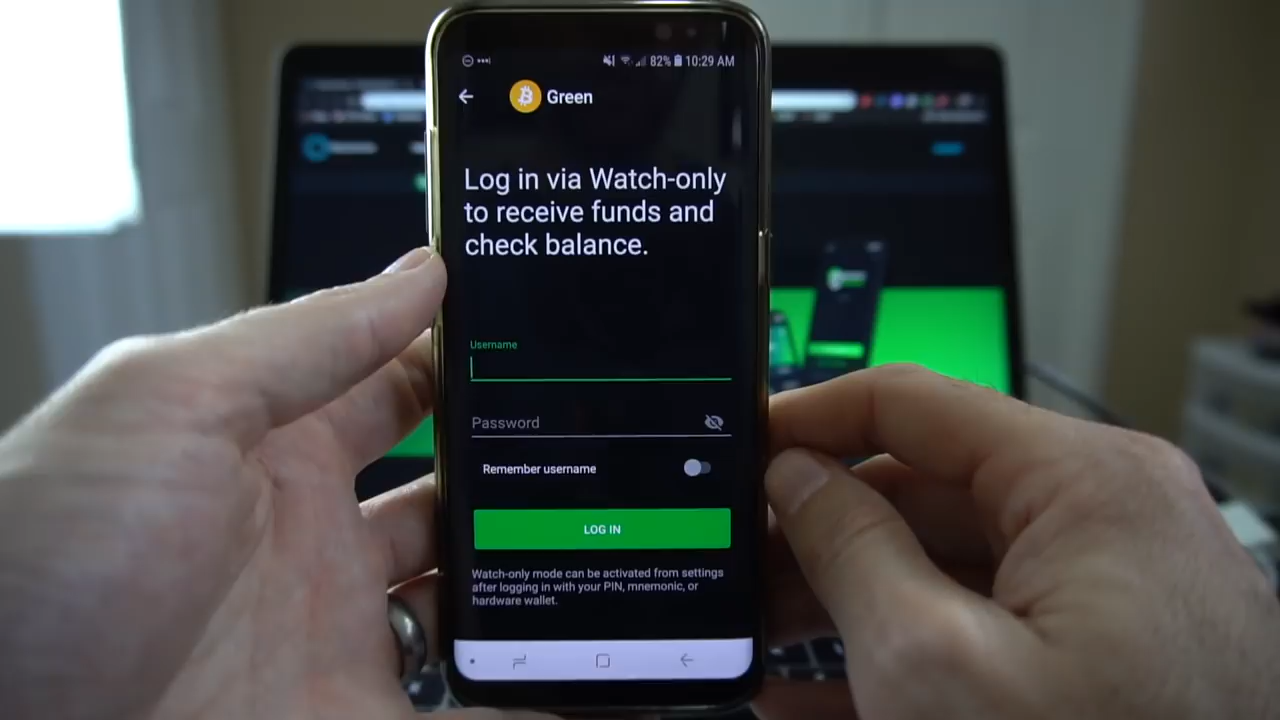 82% 10:29 AM
Green
Log in via Watch-only
to receive funds and
check balance.
Username
Password
Remember username
LOG IN
Watch-only mode can be activated from settings
after logging in with your PIN, mnemonic, or
hardware wallet.